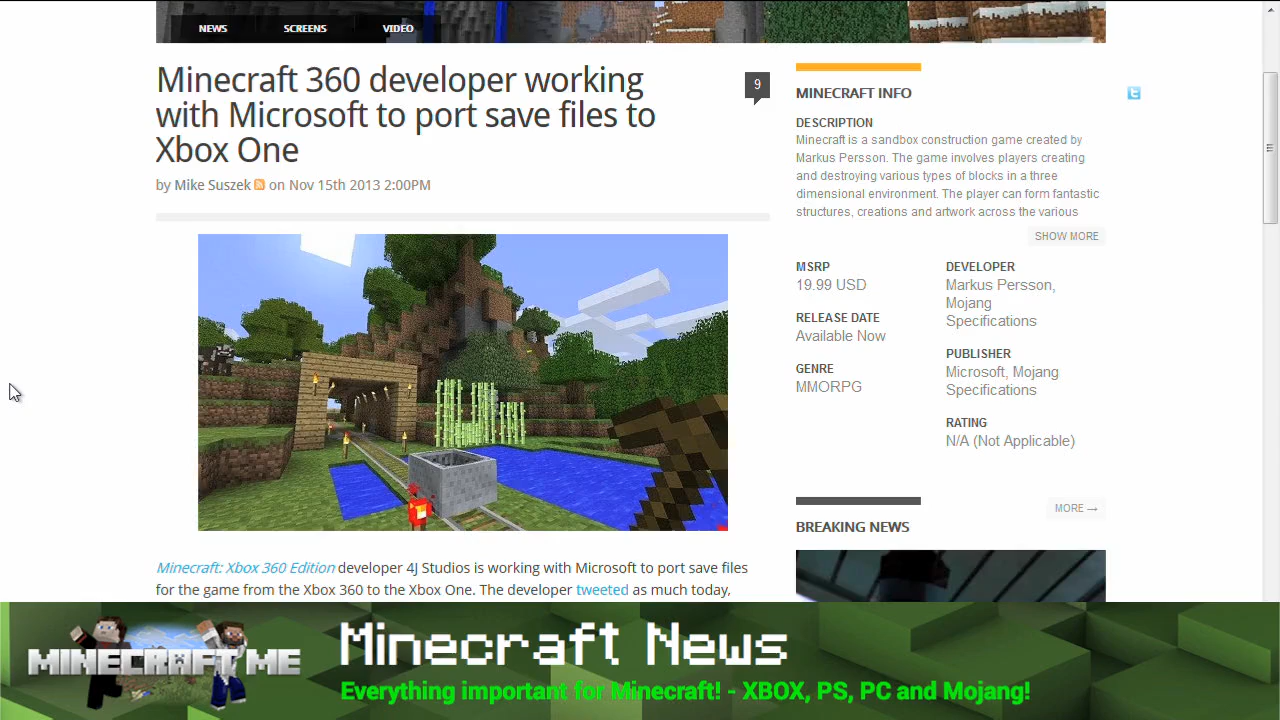 NEWS SCREENS VIDEO
Minecraft 360 developer working
with Microsoft to port save files to
Xbox One
9
by Mike Suszek on Nov 15th 2013 2:00PM
Minecraft: Xbox 360 Edition developer 4J Studios is working with Microsoft to port save files
for the game from the Xbox 360 to the Xbox One. The developer tweeted as much today,
MINECRAFT INFO
DESCRIPTION
Minecraft is a sandbox construction game created by
Markus Persson. The game involves players creating
and destroying various types of blocks in a three
dimensional environment. The player can form fantastic
structures, creations and artwork across the various
SHOW MORE
MSRP
19.99 USD
RELEASE DATE
Available Now
GENRE
MMORPG
DEVELOPER
Markus Persson,
Mojang
Specifications
PUBLISHER
Microsoft, Mojang
Specifications
RATING
N/A (Not Applicable)
MORE →
BREAKING NEWS
MINECRAFT ME
Minecraft News
Everything important for Minecraft! - XBOX, PS, PC and Mojang!